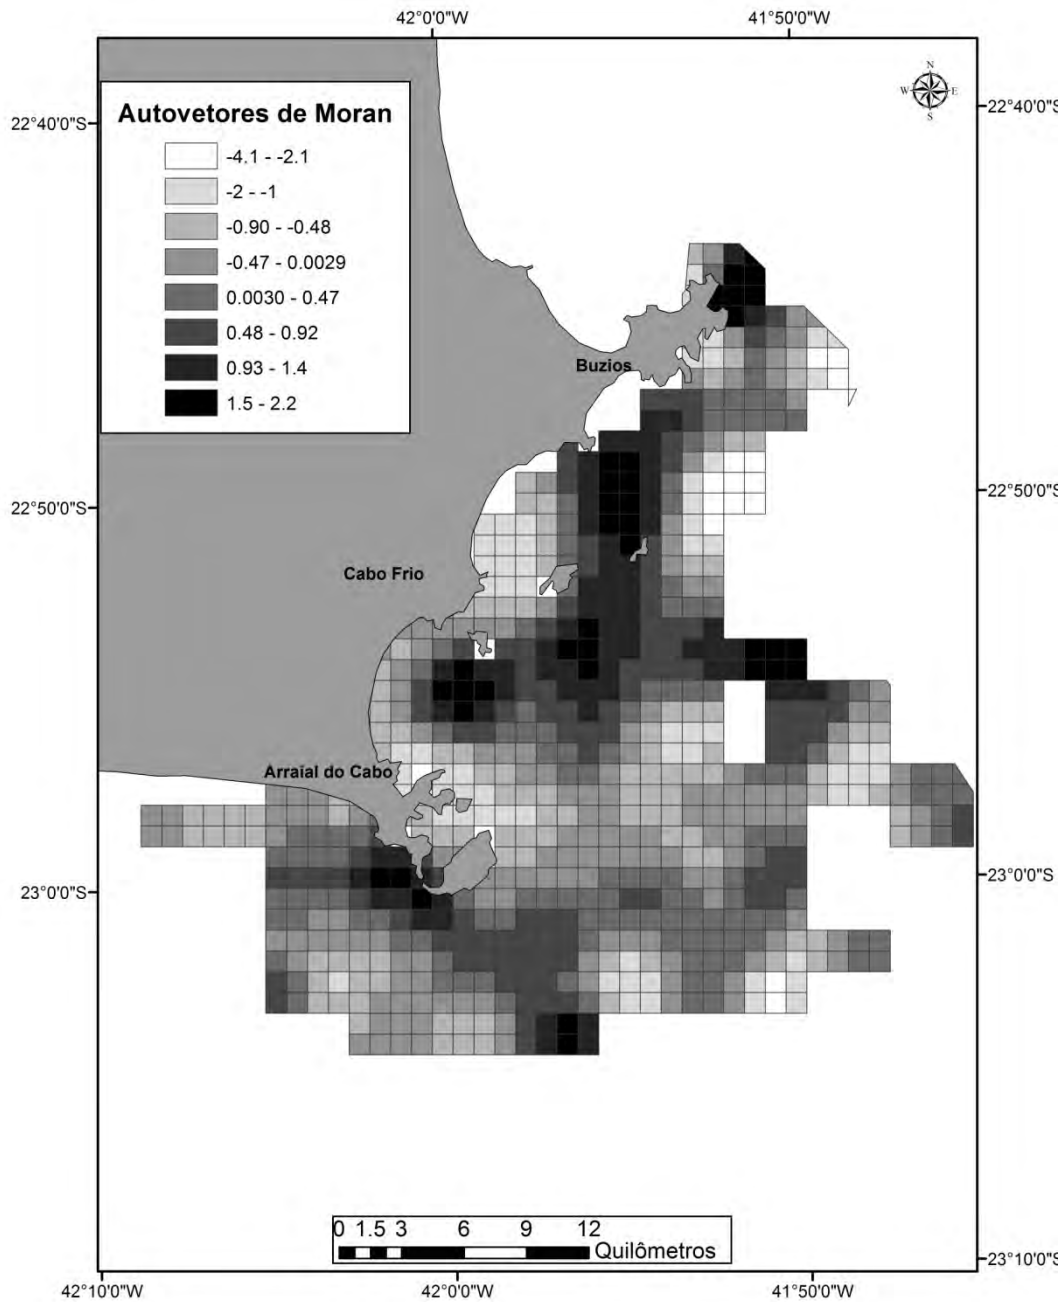 42°0'0"W
41°50'0"W
N
W
E
S
22°40'0"S
22°40'0"S
Autovetores de Moran
-4.1 - -2.1
-2 - -1
-0.90 - -0.48
-0.47 - 0.0029
0.0030 - 0.47
0.48 - 0.92
0.93 - 1.4
1.5 - 2.2
Buzios
22°50'0"S
22°50'0"S
Cabo Frio
Arraial do Cabo
23°0'0"S
23°0'0"S
0 1.5 3 6 9 12
Quilômetros
23°10'0"S
42°10'0"W
42°0'0"W
41°50'0"W